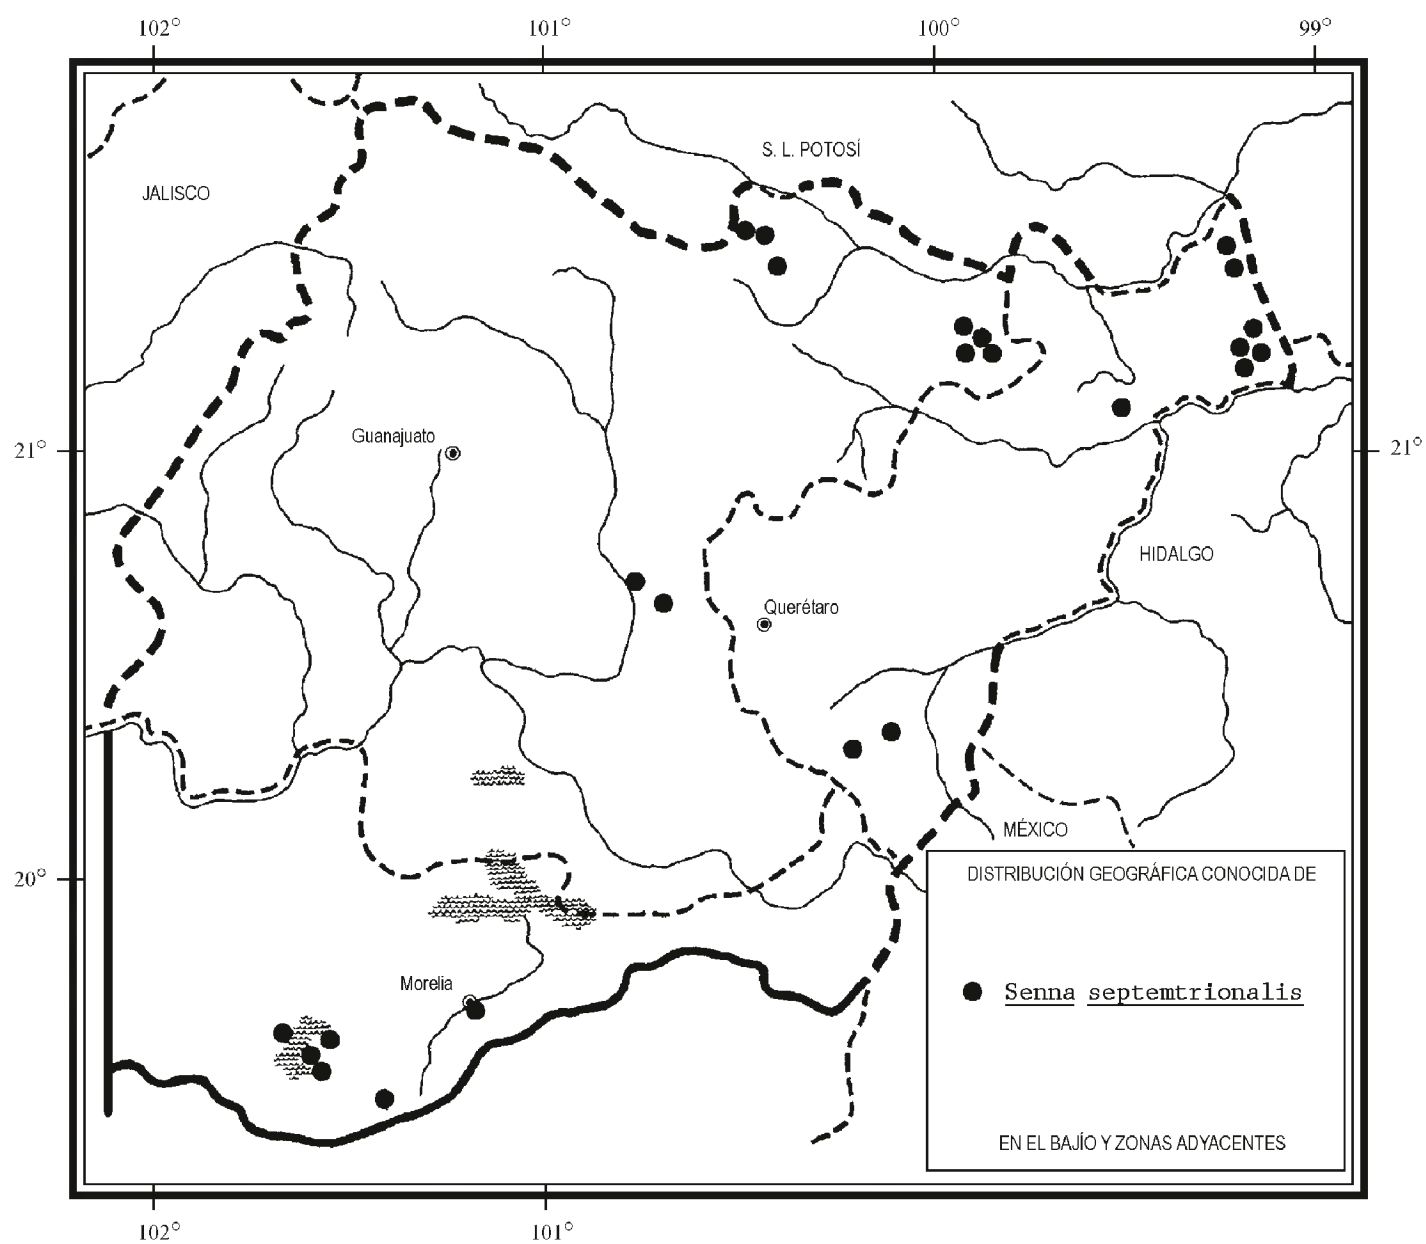 102° 101° 100° 99°
S. L. POTOSÍ
JALISCO
Guanajuato
21° 21°
HIDALGO
Querétaro
MÉXICO
20°
DISTRIBUCIÓN GEOGRÁFICA CONOCIDA DE
Morelia
Senna septemtrionalis
EN EL BAJÍO Y ZONAS ADYACENTES
102° 101°